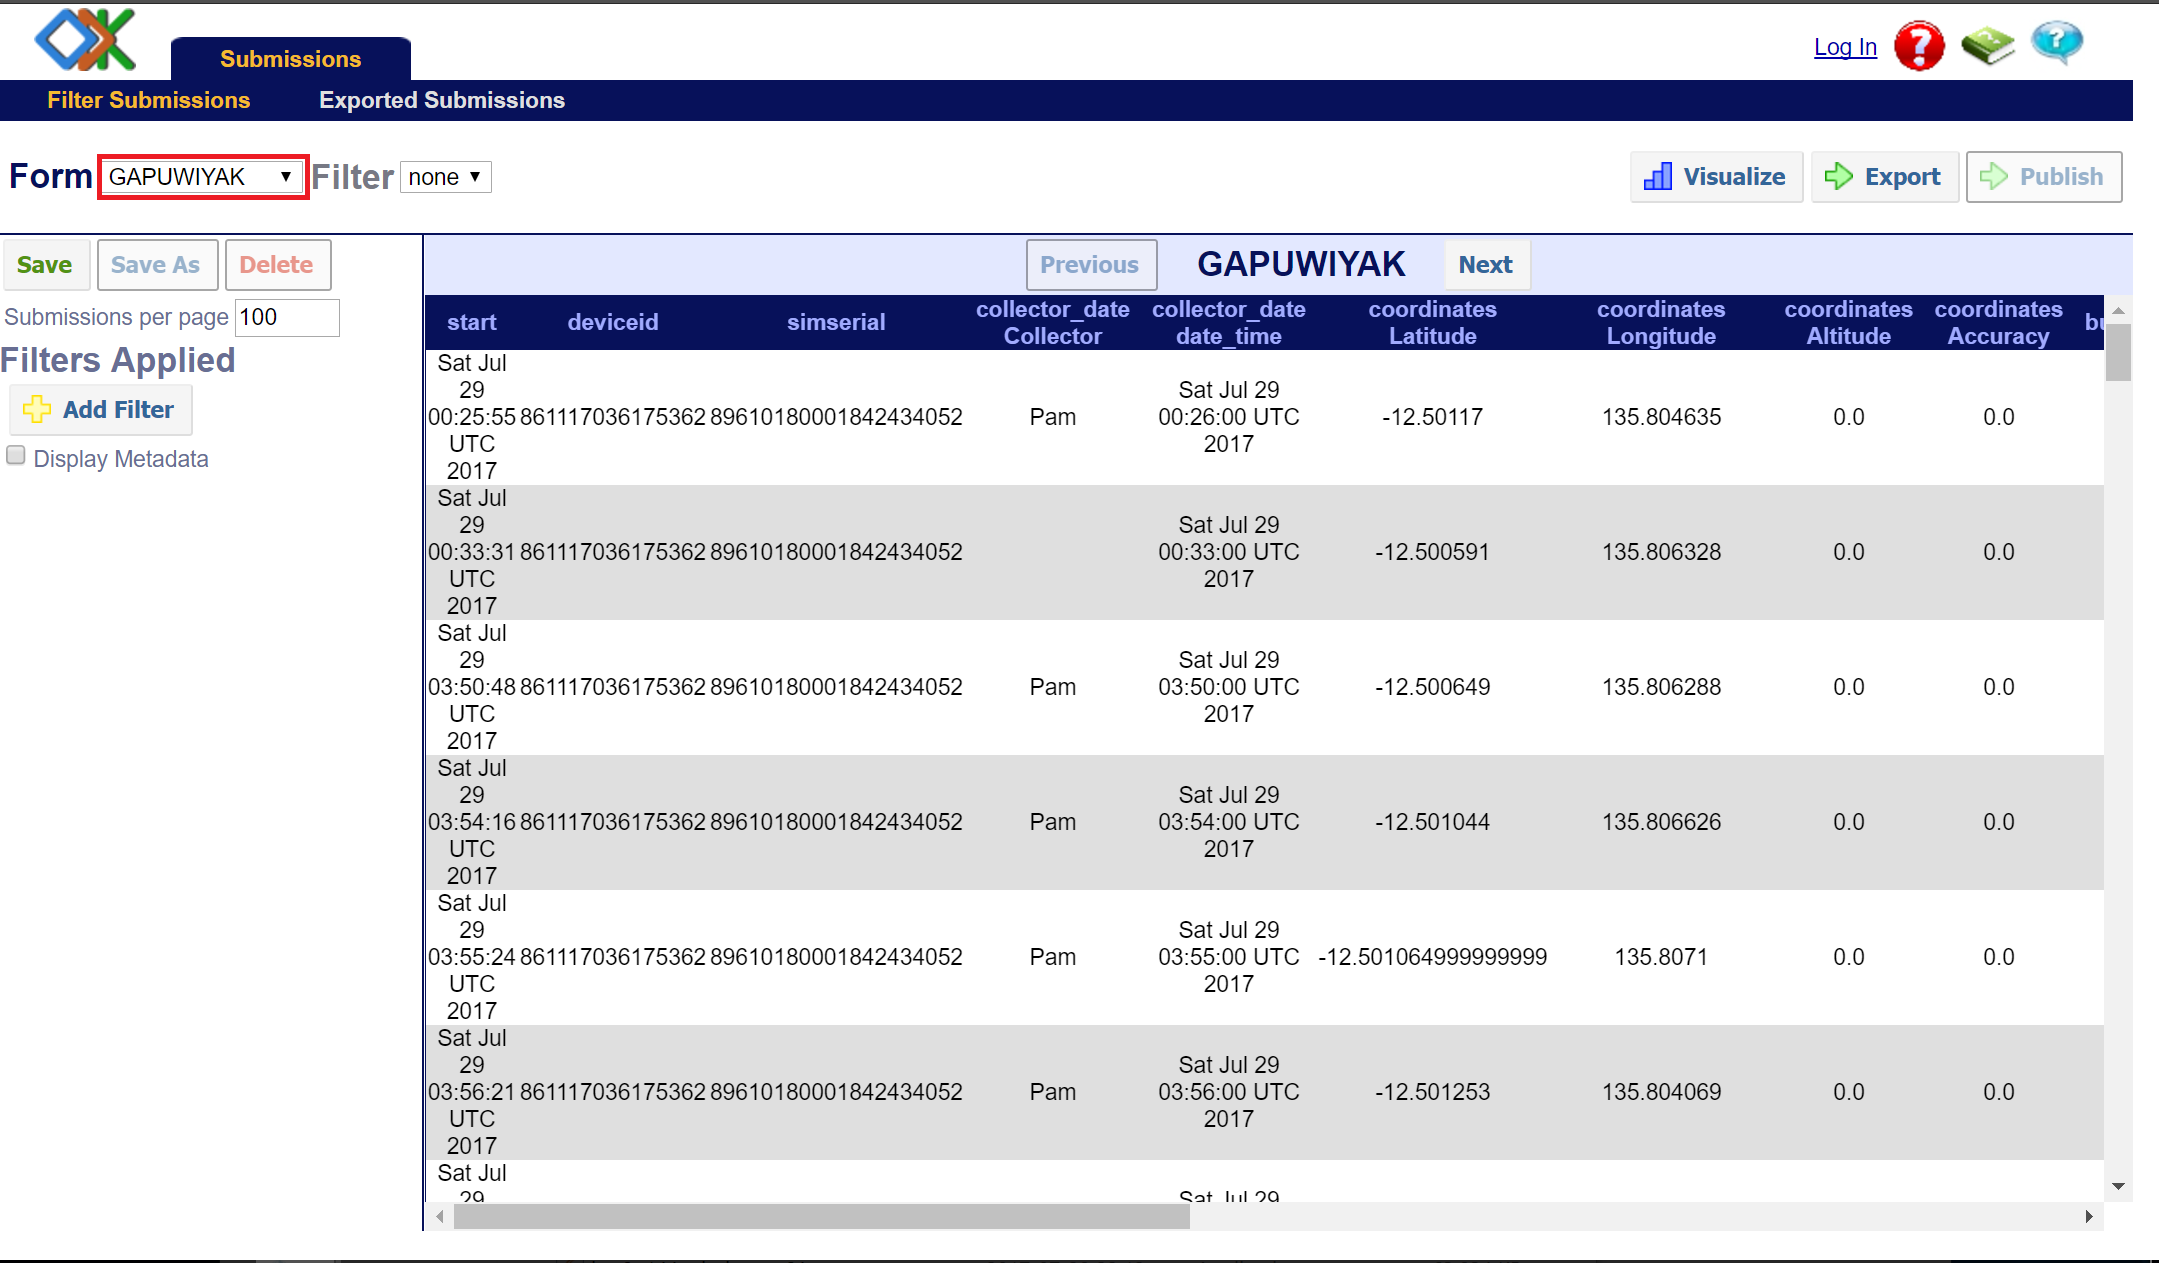 Submissions
Log In
Filter Submissions Exported Submissions
Form GAPUWIYAK Filter none Visualize Export Publish
Save Save As Delete
Submissions per page 100
Filters Applied
Add Filter
Display Metadata
Previous GAPUWIYAK Next
start deviceid simserial collector_date Collector collector_date date_time coordinates Latitude coordinates Longitude coordinates Altitude coordinates Accuracy
Sat Jul 29 00:25:55 UTC 2017 861117036175362 89610180001842434052 Pam Sat Jul 29 00:26:00 UTC 2017 -12.50117 135.804635 0.0 0.0
Sat Jul 29 00:33:31 UTC 2017 861117036175362 89610180001842434052 Sat Jul 29 00:33:00 UTC 2017 -12.500591 135.806328 0.0 0.0
Sat Jul 29 03:50:48 UTC 2017 861117036175362 89610180001842434052 Pam Sat Jul 29 03:50:00 UTC 2017 -12.500649 135.806288 0.0 0.0
Sat Jul 29 03:54:16 UTC 2017 861117036175362 89610180001842434052 Pam Sat Jul 29 03:54:00 UTC 2017 -12.501044 135.806626 0.0 0.0
Sat Jul 29 03:55:24 UTC 2017 861117036175362 89610180001842434052 Pam Sat Jul 29 03:55:00 UTC 2017 -12.501064999999999 135.8071 0.0 0.0
Sat Jul 29 03:56:21 UTC 2017 861117036175362 89610180001842434052 Pam Sat Jul 29 03:56:00 UTC 2017 -12.501253 135.804069 0.0 0.0
Sat Jul 29 Sat Jul 29